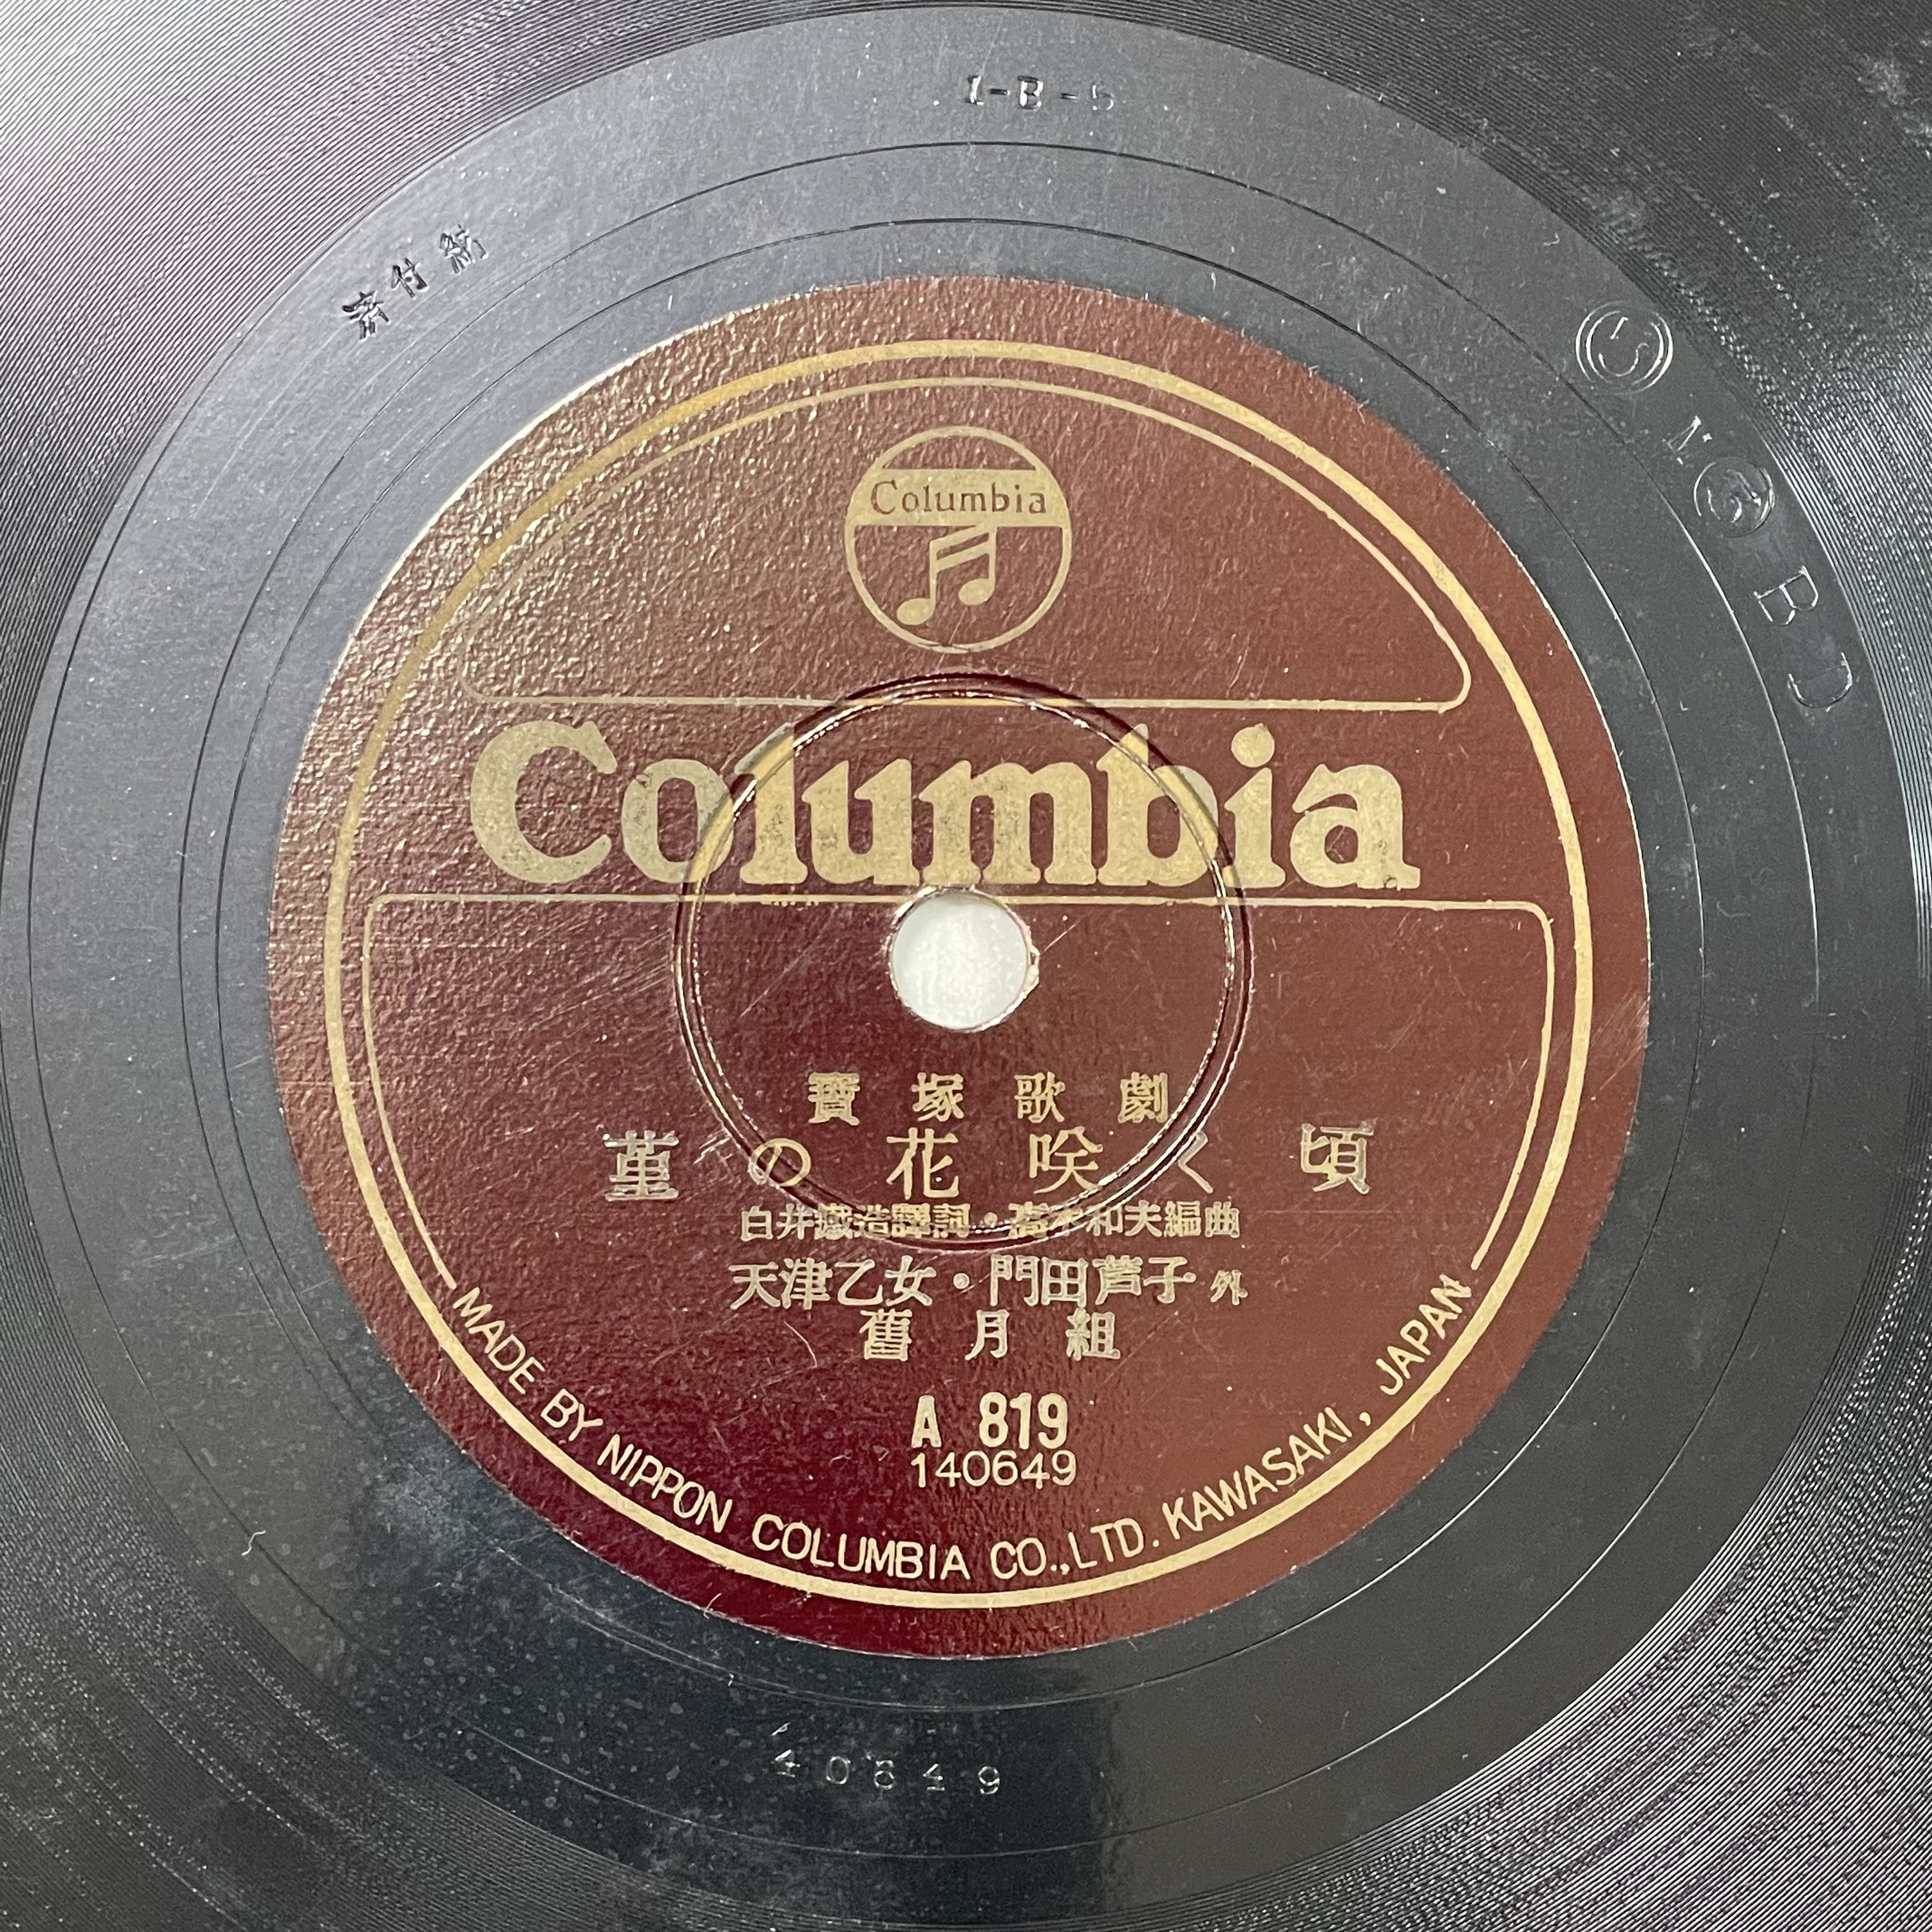 1-B-5
納付済
Columbia
Columbia
寶塚歌劇
菫の花咲く頃
白井鐵造譯詞・髙木和夫編曲
天津乙女・門田芦子 外
舊月組
A 819
140649
MADE BY NIPPON COLUMBIA CO.,LTD. KAWASAKI, JAPAN
B D
40649